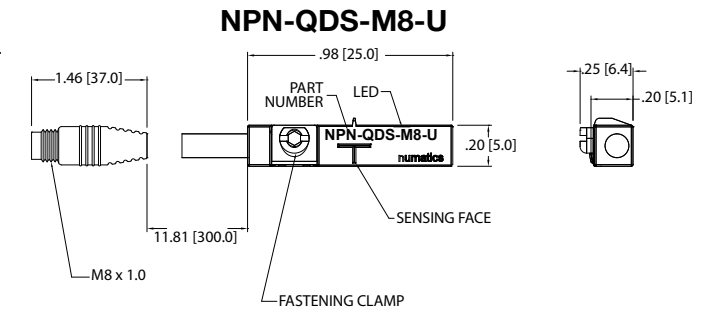 NPN-QDS-M8-U
.98 [25.0]
1.46 [37.0]
.25 [6.4]
PART
NUMBER
LED
.20 [5.1]
NPN-QDS-M8-U
numatics
.20 [5.0]
SENSING FACE
11.81 [300.0]
M8 x 1.0
FASTENING CLAMP